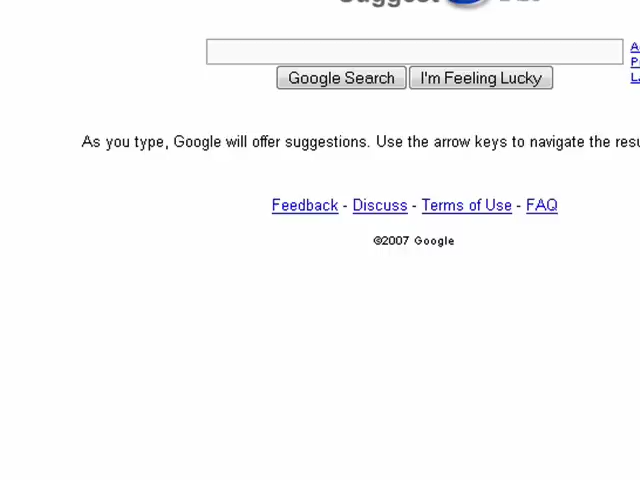 Suggest
A
Google Search I'm Feeling Lucky
As you type, Google will offer suggestions. Use the arrow keys to navigate the
Feedback - Discuss - Terms of Use - FAQ
©2007 Google